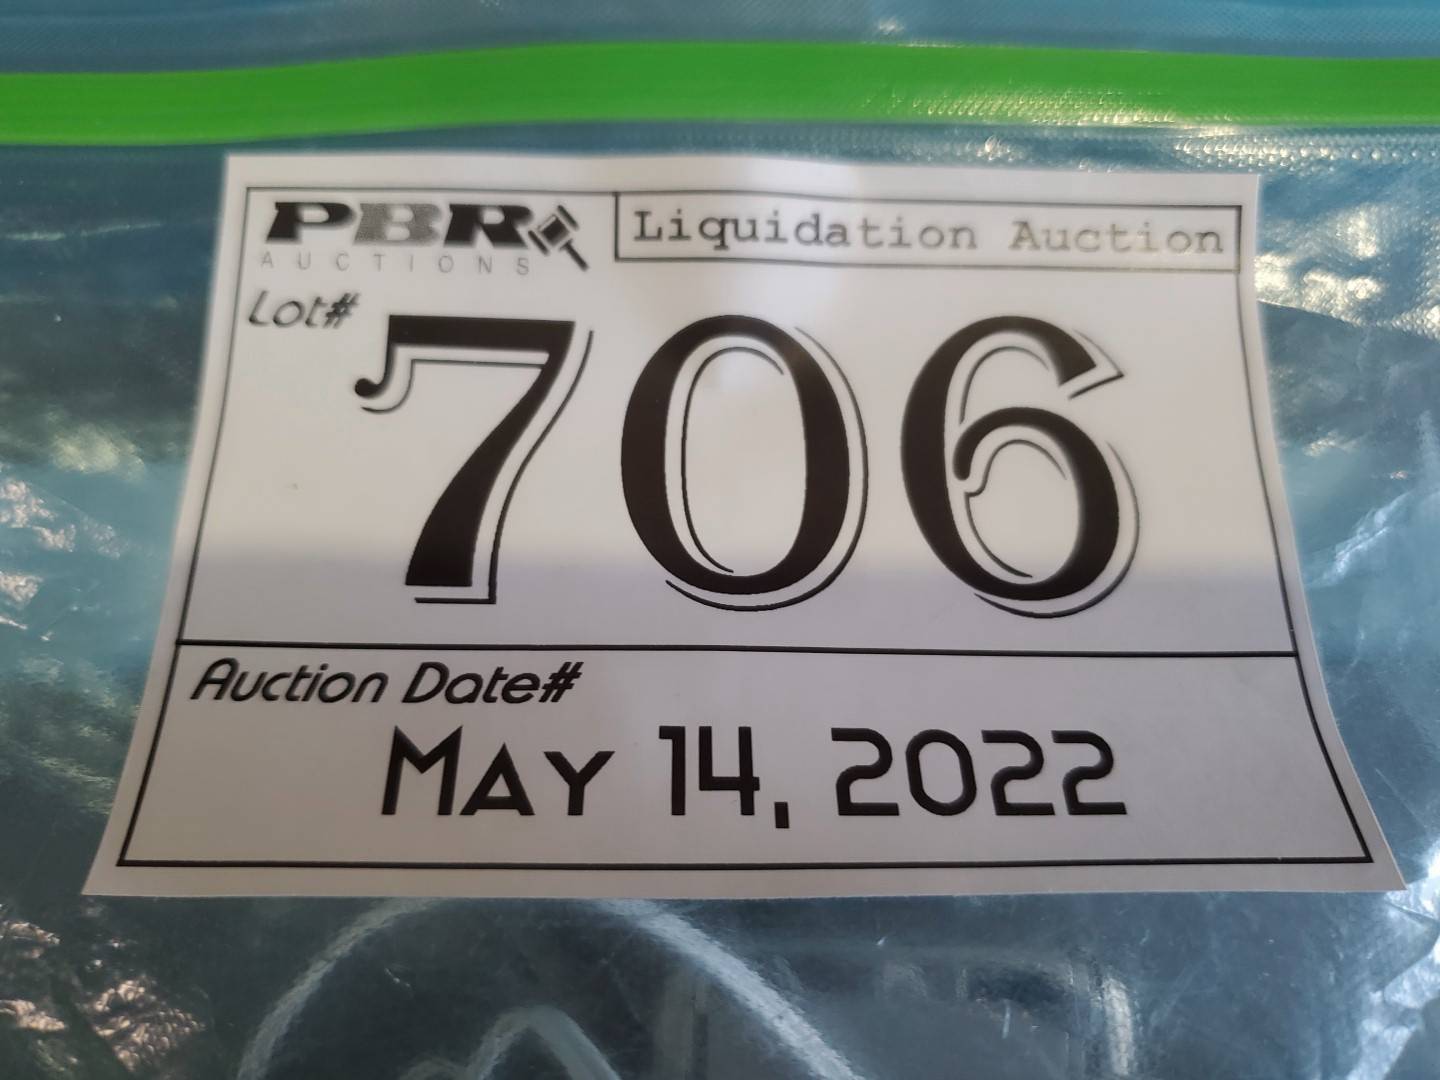 PBR
AUCTIONS
Liquidation Auction
Lot#
706
Auction Date#
May 14, 2022